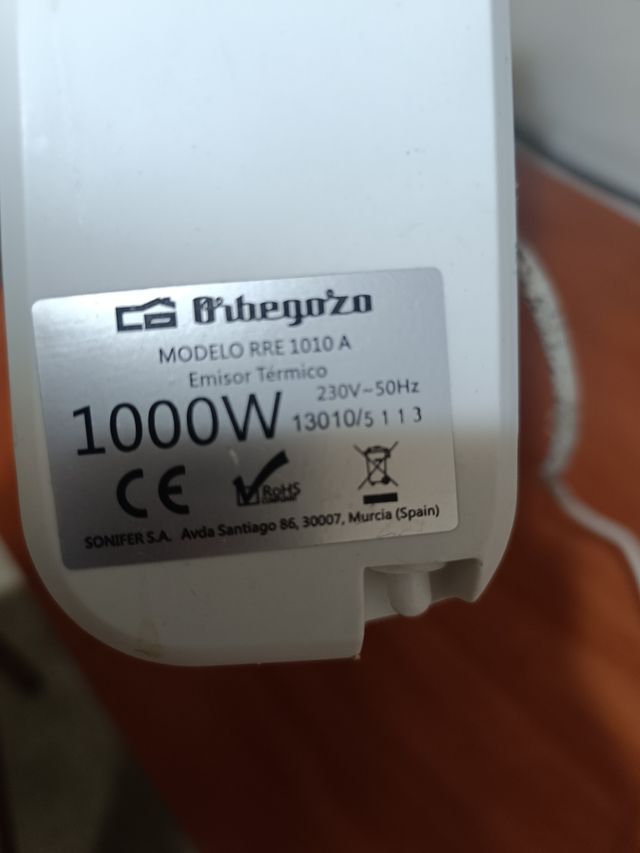 Orbegozo
MODELO RRE 1010 A
Emisor Térmico
230V~50Hz
1000W 13010/5 1 1 3
CE RoHS
SONIFER S.A. Avda Santiago 86, 30007, Murcia (Spain)